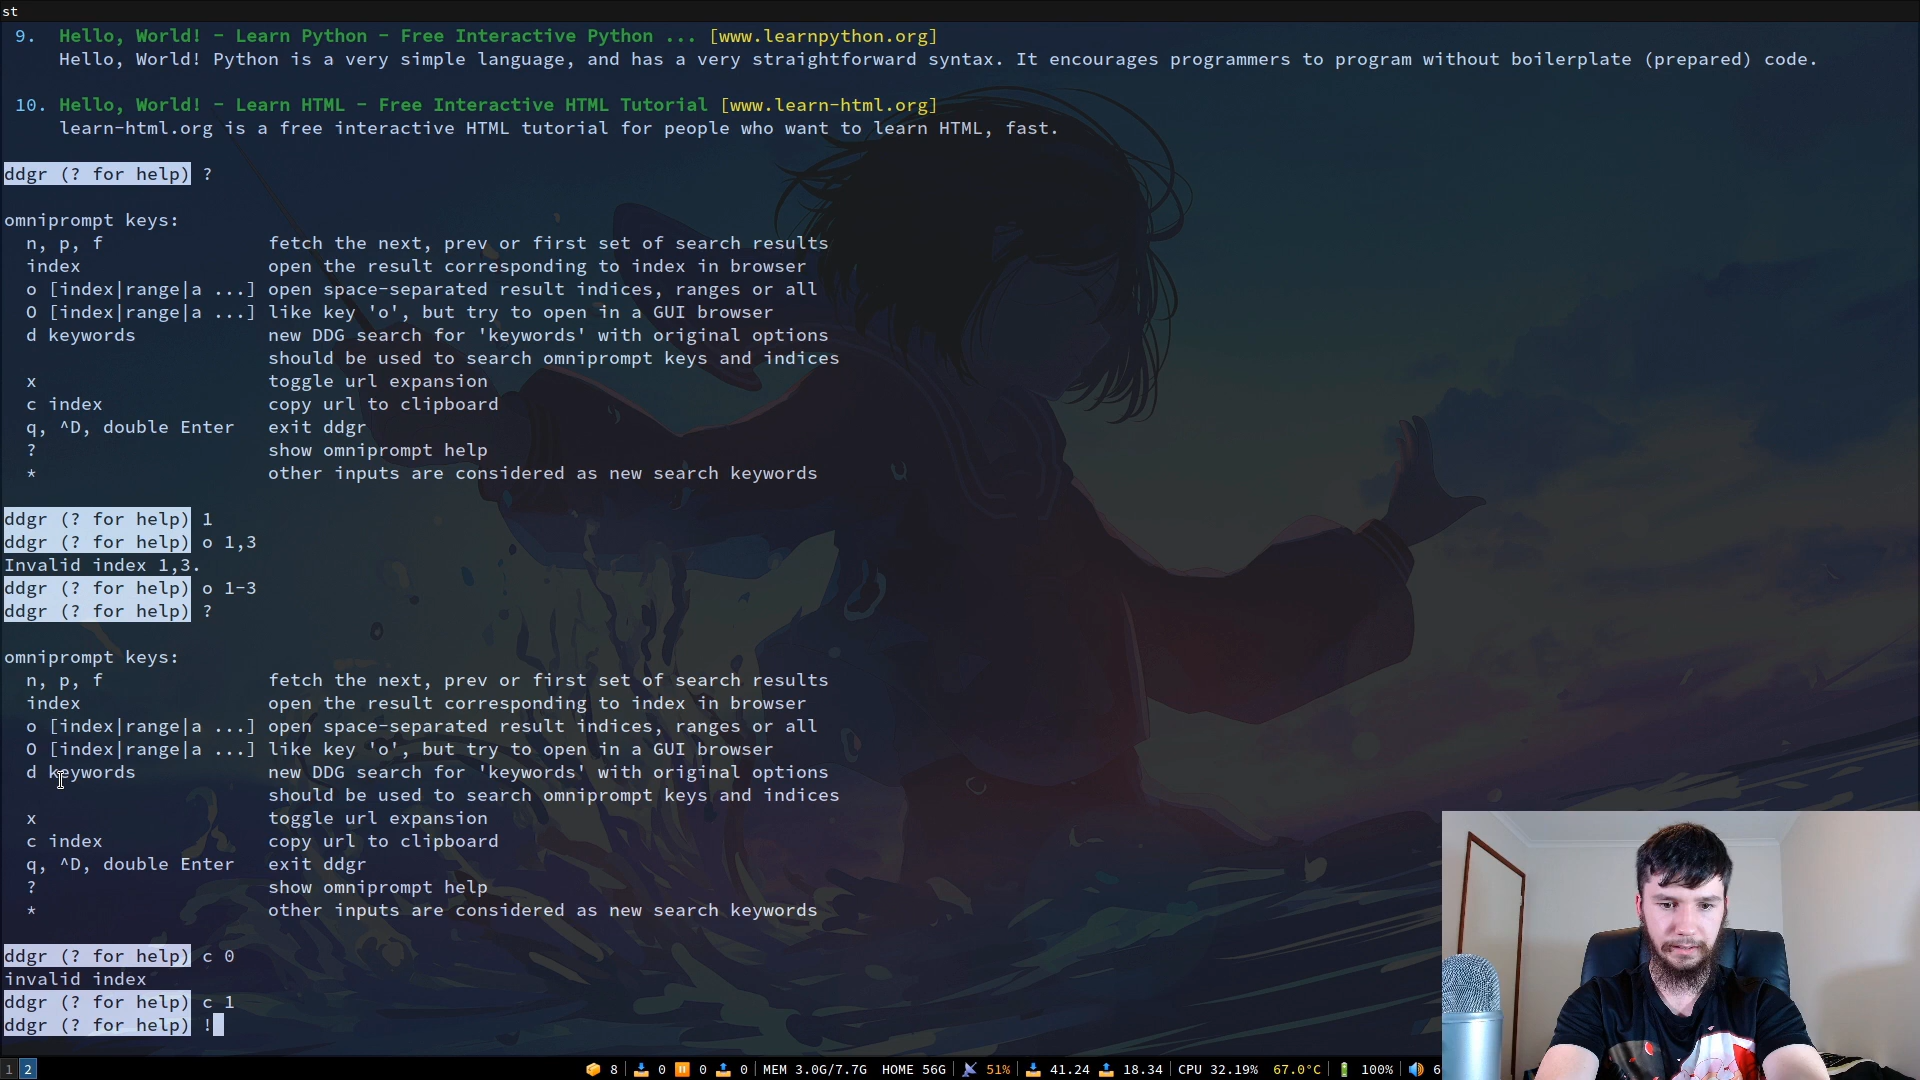 st
9. Hello, World! - Learn Python - Free Interactive Python ... [www.learnpython.org]
Hello, World! Python is a very simple language, and has a very straightforward syntax. It encourages programmers to program without boilerplate (prepared) code.
10. Hello, World! - Learn HTML - Free Interactive HTML Tutorial [www.learn-html.org]
learn-html.org is a free interactive HTML tutorial for people who want to learn HTML, fast.
ddgr (? for help) ?
omniprompt keys:
n, p, f fetch the next, prev or first set of search results
index open the result corresponding to index in browser
o [index|range|a ...] open space-separated result indices, ranges or all
O [index|range|a ...] like key 'o', but try to open in a GUI browser
d keywords new DDG search for 'keywords' with original options
should be used to search omniprompt keys and indices
x toggle url expansion
c index copy url to clipboard
q, ^D, double Enter exit ddgr
? show omniprompt help
* other inputs are considered as new search keywords
ddgr (? for help) 1
ddgr (? for help) o 1,3
Invalid index 1,3.
ddgr (? for help) o 1-3
ddgr (? for help) ?
omniprompt keys:
n, p, f fetch the next, prev or first set of search results
index open the result corresponding to index in browser
o [index|range|a ...] open space-separated result indices, ranges or all
O [index|range|a ...] like key 'o', but try to open in a GUI browser
d keywords new DDG search for 'keywords' with original options
should be used to search omniprompt keys and indices
x toggle url expansion
c index copy url to clipboard
q, ^D, double Enter exit ddgr
? show omniprompt help
* other inputs are considered as new search keywords
ddgr (? for help) c 0
invalid index
ddgr (? for help) c 1
ddgr (? for help) !
1 2 8 0 0 0 MEM 3.0G/7.7G HOME 56G 51% 41.24 18.34 CPU 32.19% 67.0°C 100% 6